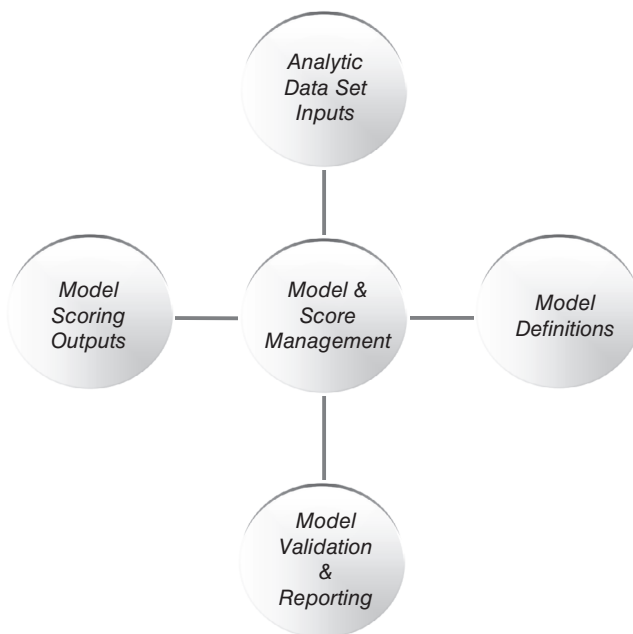 Analytic
Data Set
Inputs
Model
Scoring
Outputs
Model &
Score
Management
Model
Definitions
Model
Validation
&
Reporting